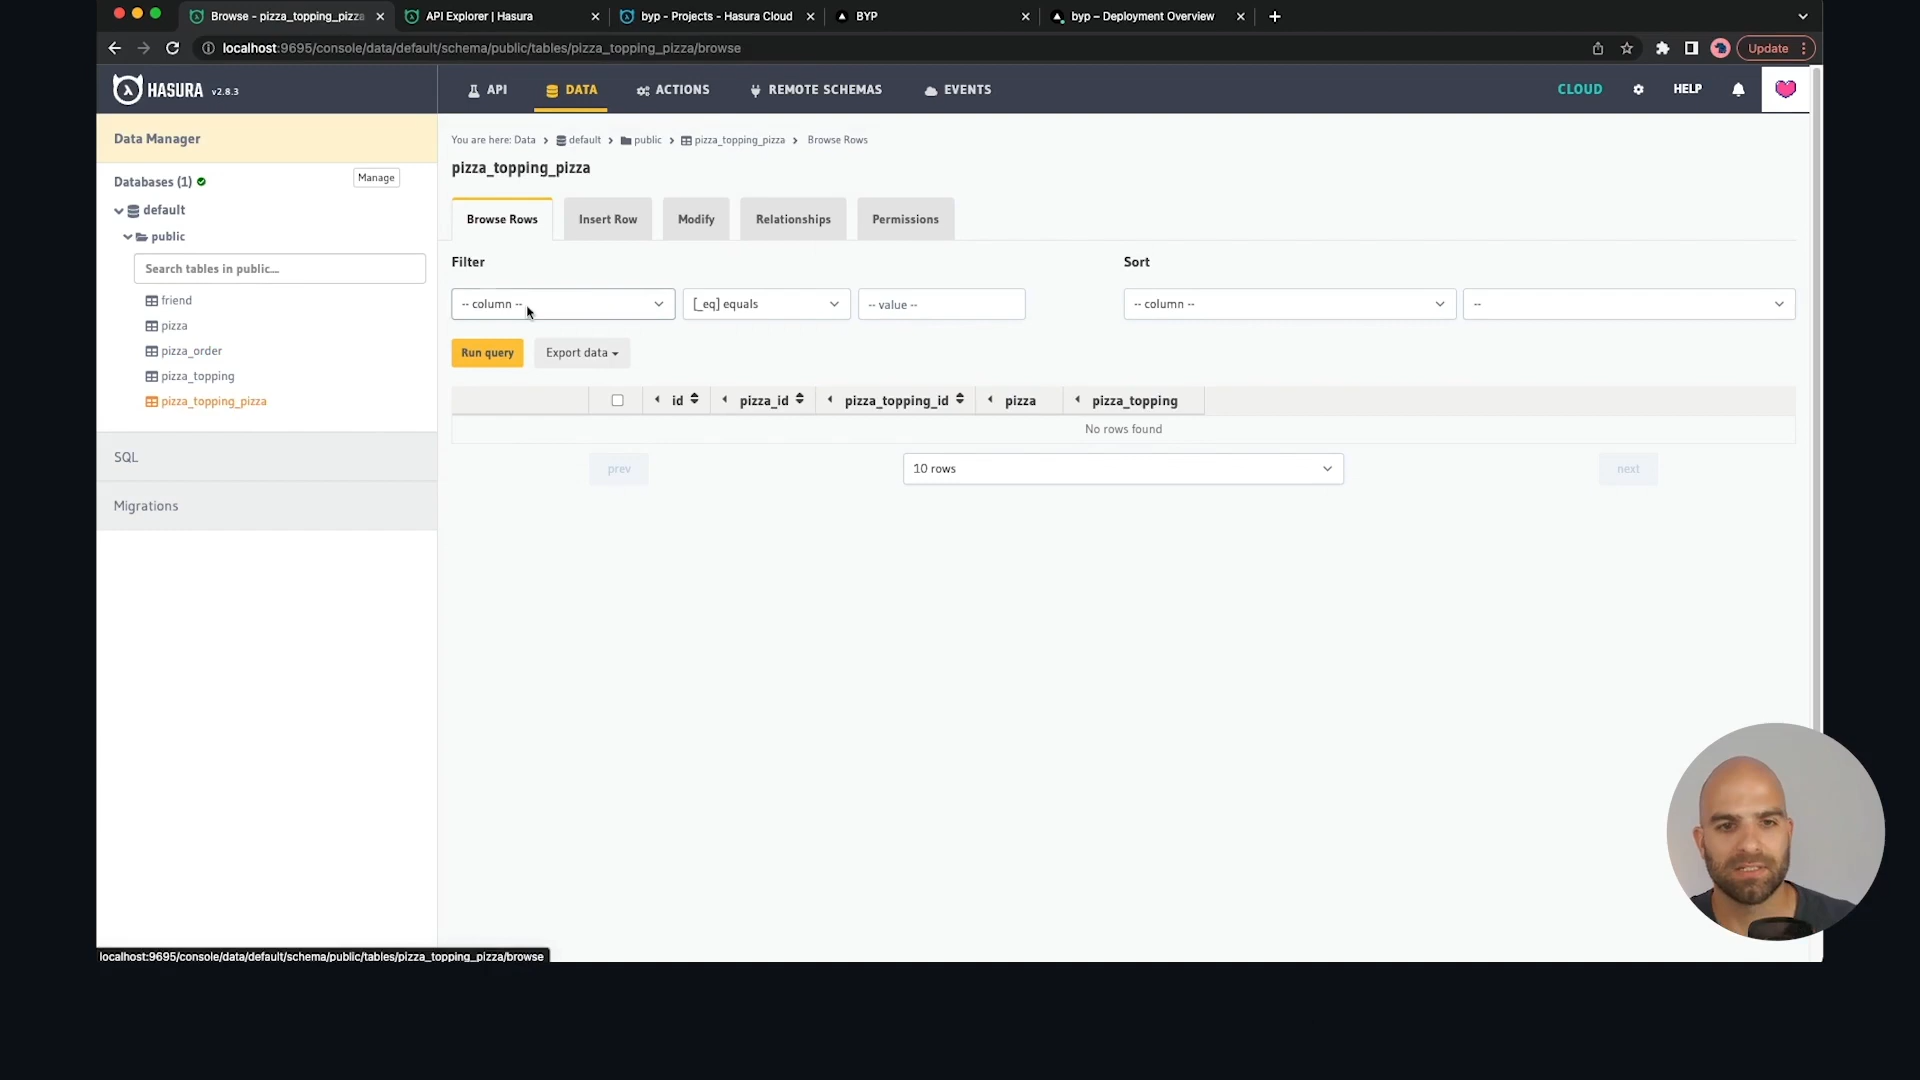 Browse - pizza_topping_pizza
API Explorer | Hasura
byp - Projects - Hasura Cloud
BYP
byp – Deployment Overview
localhost:9695/console/data/default/schema/public/tables/pizza_topping_pizza/browse
Update
HASURA v2.8.3
API
DATA
ACTIONS
REMOTE SCHEMAS
EVENTS
CLOUD
HELP
Data Manager
You are here: Data > default > public > pizza_topping_pizza > Browse Rows
pizza_topping_pizza
Databases (1)
Manage
default
public
Search tables in public....
friend
pizza
pizza_order
pizza_topping
pizza_topping_pizza
SQL
Migrations
Browse Rows
Insert Row
Modify
Relationships
Permissions
Filter
Sort
-- column --
[_eq] equals
-- value --
-- column --
--
Run query
Export data
id
pizza_id
pizza_topping_id
pizza
pizza_topping
No rows found
prev
10 rows
next
localhost:9695/console/data/default/schema/public/tables/pizza_topping_pizza/browse